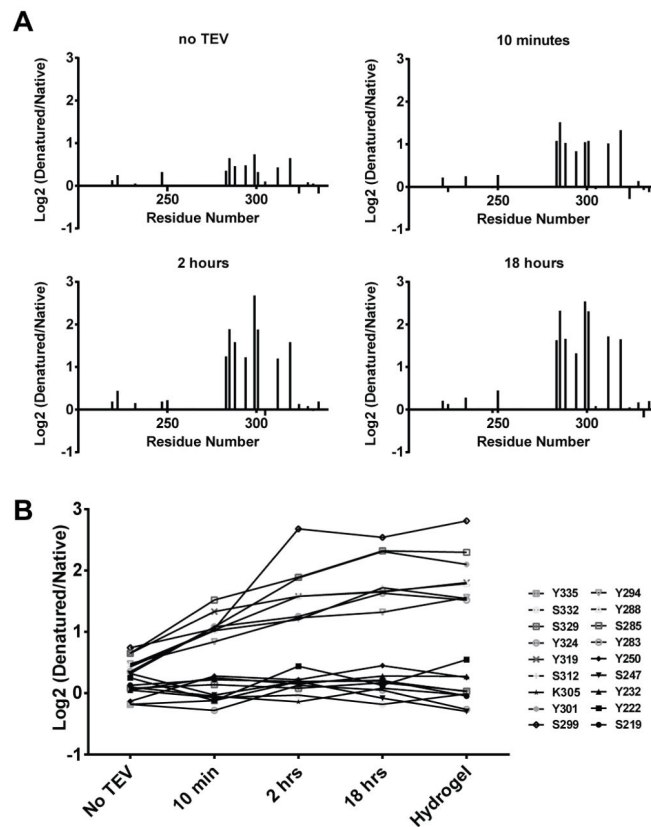 A
no TEV
3
2
1
0
-1
Log2 (Denatured/Native)
250
300
Residue Number
10 minutes
3
2
1
0
-1
Log2 (Denatured/Native)
250
300
Residue Number
2 hours
3
2
1
0
-1
Log2 (Denatured/Native)
250
300
Residue Number
18 hours
3
2
1
0
-1
Log2 (Denatured/Native)
250
300
Residue Number
B
3
2
1
0
-1
Log2 (Denatured/Native)
No TEV
10 min
2 hrs
18 hrs
Hydrogel
Y335
S332
S329
Y324
Y319
S312
K305
Y301
S299
Y294
Y288
S285
Y283
Y250
S247
Y232
Y222
S219